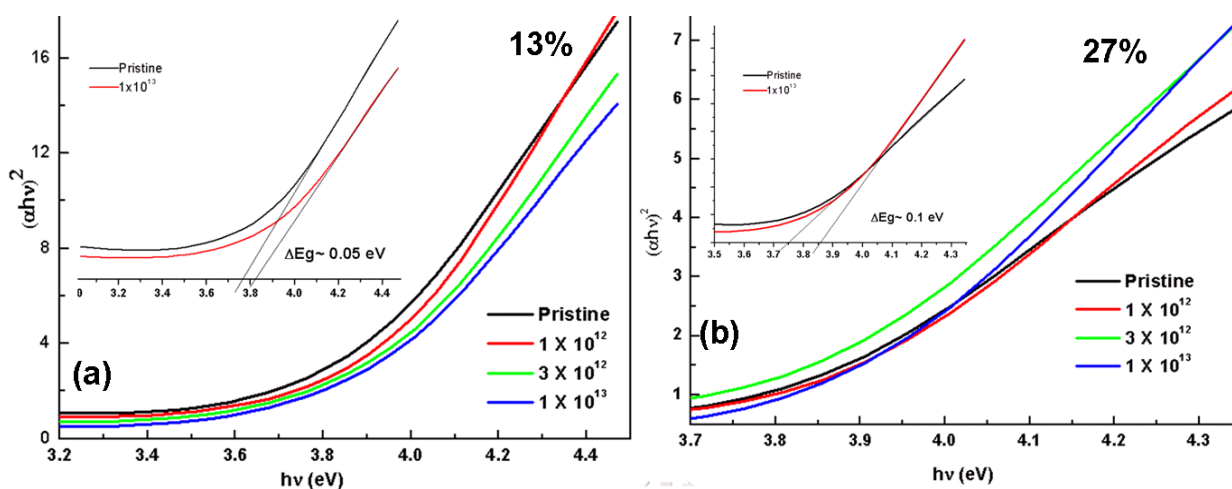 13%
(αhν)²
16
12
8
4
0
3.2 3.4 3.6 3.8 4.0 4.2 4.4
hν (eV)
(a)
Pristine
1 X 10¹²
3 X 10¹²
1 X 10¹³
Pristine
1x10¹³
ΔEg~ 0.05 eV
0 3.2 3.4 3.6 3.8 4.0 4.2 4.4
27%
(αhν)²
7
6
5
4
3
2
1
3.7 3.8 3.9 4.0 4.1 4.2 4.3
hν (eV)
(b)
Pristine
1 X 10¹²
3 X 10¹²
1 X 10¹³
Pristine
1x10¹³
ΔEg~ 0.1 eV
3.5 3.6 3.7 3.8 3.9 4.0 4.1 4.2 4.3